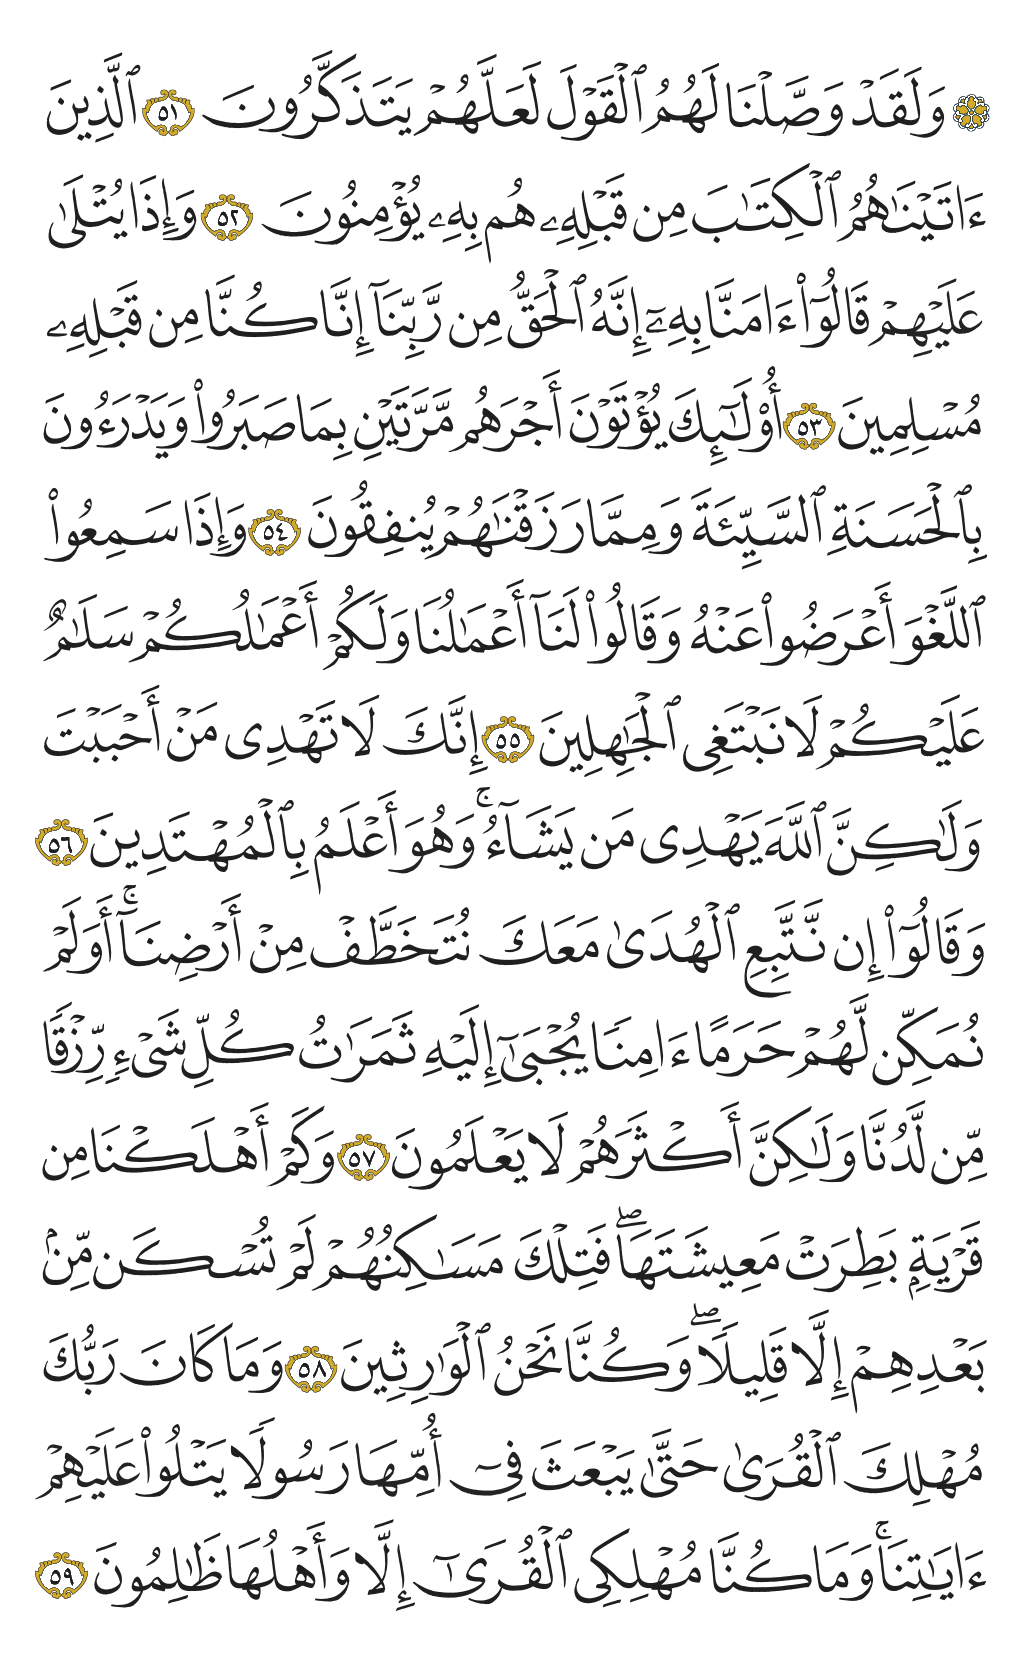 ۞ وَلَقَدْ وَصَّلْنَا لَهُمُ ٱلْقَوْلَ لَعَلَّهُمْ يَتَذَكَّرُونَ ٥١ ٱلَّذِينَ
ءَاتَيْنَٰهُمُ ٱلْكِتَٰبَ مِن قَبْلِهِۦ هُم بِهِۦ يُؤْمِنُونَ ٥٢ وَإِذَا يُتْلَىٰ
عَلَيْهِمْ قَالُوٓا۟ ءَامَنَّا بِهِۦٓ إِنَّهُ ٱلْحَقُّ مِن رَّبِّنَآ إِنَّا كُنَّا مِن قَبْلِهِۦ
مُسْلِمِينَ ٥٣ أُو۟لَٰٓئِكَ يُؤْتَوْنَ أَجْرَهُم مَّرَّتَيْنِ بِمَا صَبَرُوا۟ وَيَدْرَءُونَ
بِٱلْحَسَنَةِ ٱلسَّيِّئَةَ وَمِمَّا رَزَقْنَٰهُمْ يُنفِقُونَ ٥٤ وَإِذَا سَمِعُوا۟
ٱللَّغْوَ أَعْرَضُوا۟ عَنْهُ وَقَالُوا۟ لَنَآ أَعْمَٰلُنَا وَلَكُمْ أَعْمَٰلُكُمْ سَلَٰمٌ
عَلَيْكُمْ لَا نَبْتَغِى ٱلْجَٰهِلِينَ ٥٥ إِنَّكَ لَا تَهْدِى مَنْ أَحْبَبْتَ
وَلَٰكِنَّ ٱللَّهَ يَهْدِى مَن يَشَآءُ ۚ وَهُوَ أَعْلَمُ بِٱلْمُهْتَدِينَ ٥٦
وَقَالُوٓا۟ إِن نَّتَّبِعِ ٱلْهُدَىٰ مَعَكَ نُتَخَطَّفْ مِنْ أَرْضِنَآ ۚ أَوَلَمْ
نُمَكِّن لَّهُمْ حَرَمًا ءَامِنًا يُجْبَىٰٓ إِلَيْهِ ثَمَرَٰتُ كُلِّ شَىْءٍ رِّزْقًا
مِّن لَّدُنَّا وَلَٰكِنَّ أَكْثَرَهُمْ لَا يَعْلَمُونَ ٥٧ وَكَمْ أَهْلَكْنَا مِن
قَرْيَةٍۭ بَطِرَتْ مَعِيشَتَهَا ۖ فَتِلْكَ مَسَٰكِنُهُمْ لَمْ تُسْكَن مِّنۢ
بَعْدِهِمْ إِلَّا قَلِيلًا ۖ وَكُنَّا نَحْنُ ٱلْوَٰرِثِينَ ٥٨ وَمَا كَانَ رَبُّكَ
مُهْلِكَ ٱلْقُرَىٰ حَتَّىٰ يَبْعَثَ فِىٓ أُمِّهَا رَسُولًا يَتْلُوا۟ عَلَيْهِمْ
ءَايَٰتِنَا ۚ وَمَا كُنَّا مُهْلِكِى ٱلْقُرَىٰٓ إِلَّا وَأَهْلُهَا ظَٰلِمُونَ ٥٩